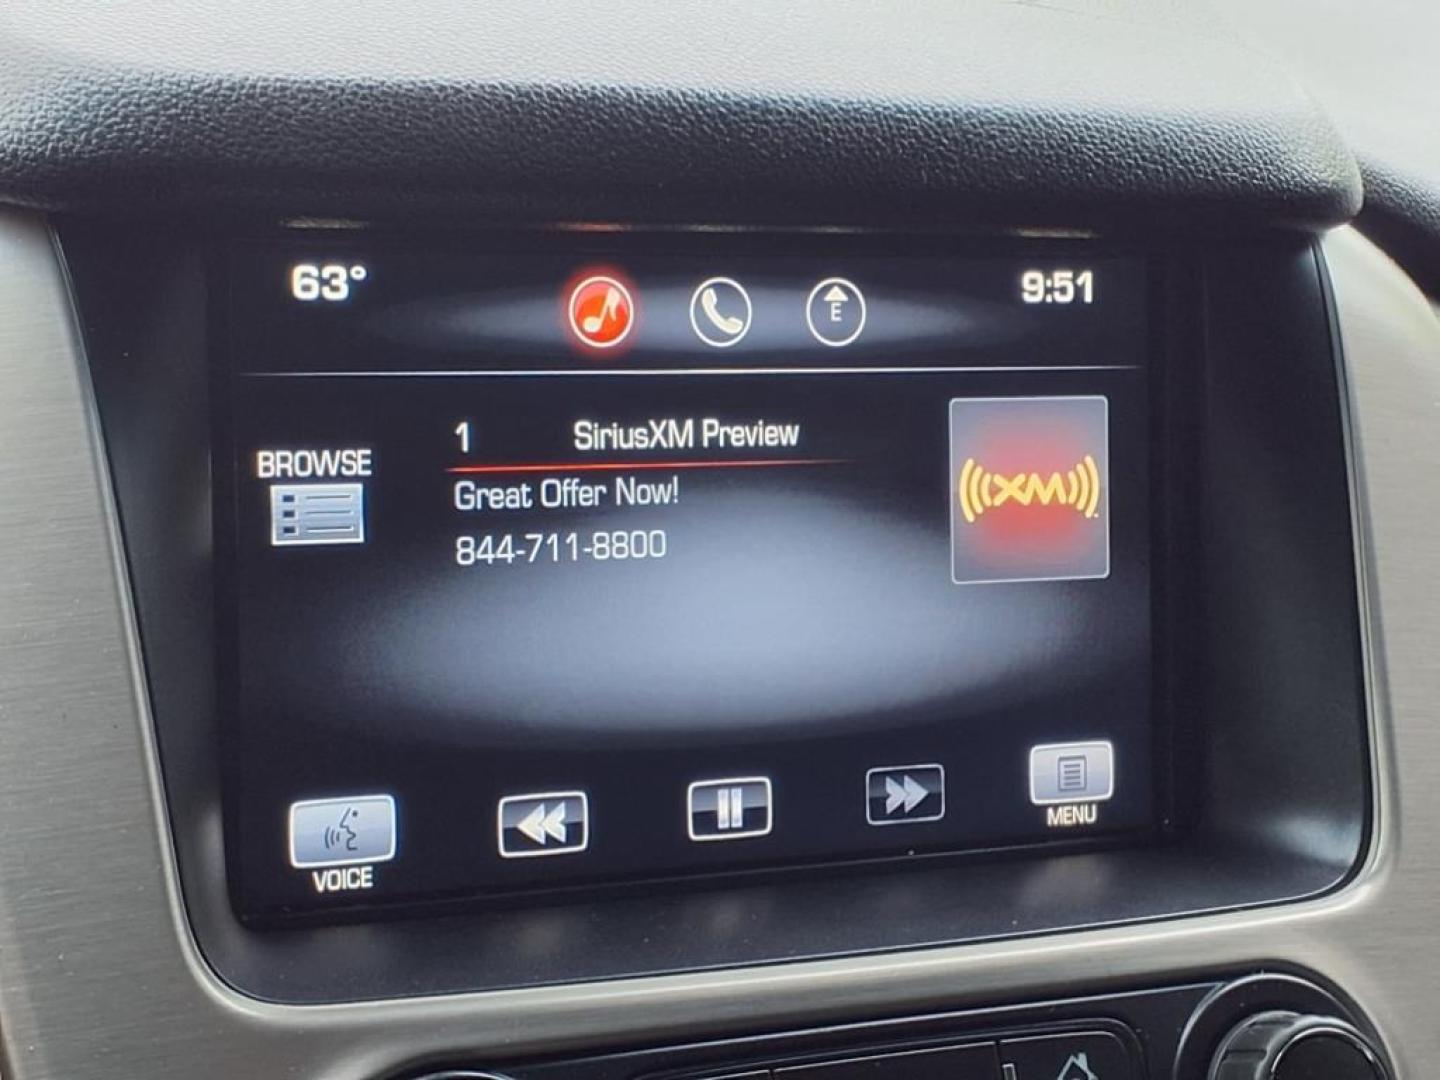 63° 9:51
E
1 SiriusXM Preview
BROWSE
Great Offer Now!
844-711-8800
((XM))
VOICE
MENU